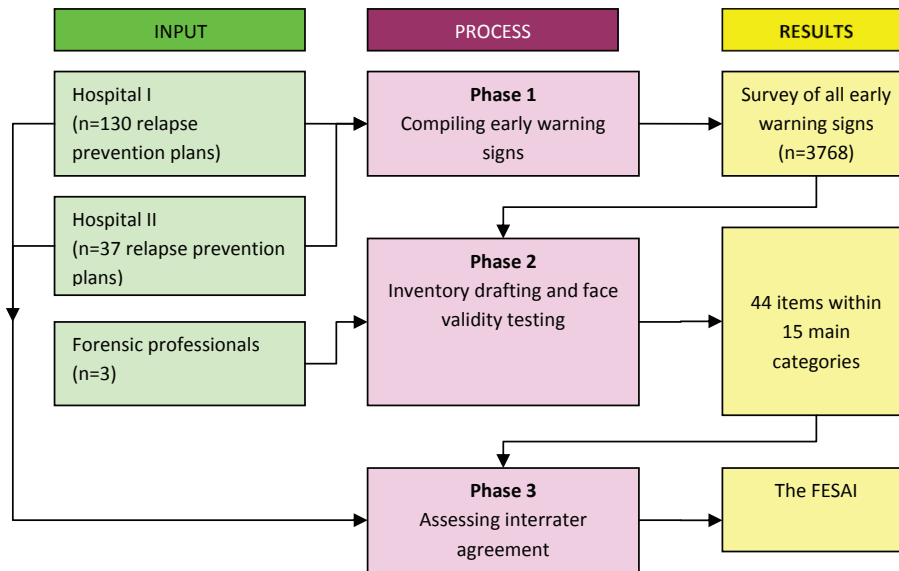 INPUT
PROCESS
RESULTS
Hospital I
(n=130 relapse
prevention plans)
Phase 1
Compiling early warning
signs
Survey of all early
warning signs
(n=3768)
Hospital II
(n=37 relapse prevention
plans)
Phase 2
Inventory drafting and face
validity testing
44 items within
15 main
categories
Forensic professionals
(n=3)
Phase 3
Assessing interrater
agreement
The FESAI